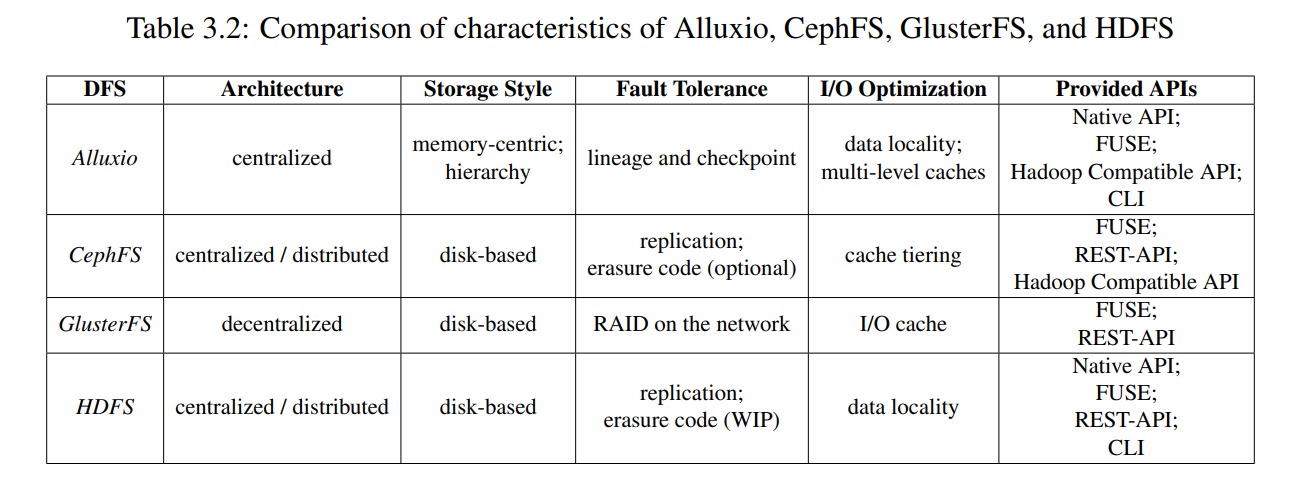 Table 3.2: Comparison of characteristics of Alluxio, CephFS, GlusterFS, and HDFS
DFS Architecture Storage Style Fault Tolerance I/O Optimization Provided APIs
Alluxio
centralized
memory-centric;
hierarchy
lineage and checkpoint
data locality;
multi-level caches
Native API;
FUSE;
Hadoop Compatible API;
CLI
CephFS
centralized / distributed
disk-based
replication;
erasure code (optional)
cache tiering
FUSE;
REST-API;
Hadoop Compatible API
GlusterFS
decentralized
disk-based
RAID on the network
I/O cache
FUSE;
REST-API
HDFS
centralized / distributed
disk-based
replication;
erasure code (WIP)
data locality
Native API;
FUSE;
REST-API;
CLI